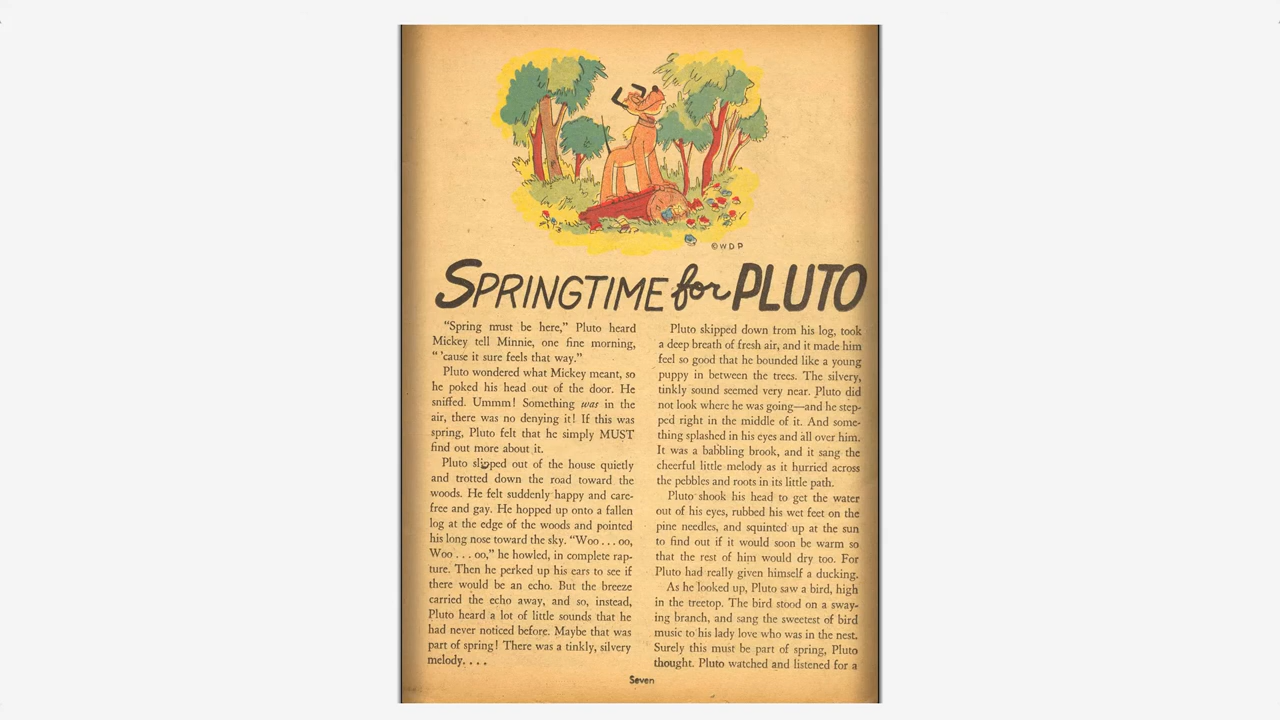 ©WDP
SPRINGTIME for PLUTO
“Spring must be here,” Pluto heard
Mickey tell Minnie, one fine morning,
“ ’cause it sure feels that way.”
Pluto wondered what Mickey meant, so
he poked his head out of the door. He
sniffed. Ummm! Something was in the
air, there was no denying it! If this was
spring, Pluto felt that he simply MUST
find out more about it.
Pluto slipped out of the house quietly
and trotted down the road toward the
woods. He felt suddenly happy and care-
free and gay. He hopped up onto a fallen
log at the edge of the woods and pointed
his long nose toward the sky. “Woo . . . oo,
Woo . . . oo,” he howled, in complete rap-
ture. Then he perked up his ears to see if
there would be an echo. But the breeze
carried the echo away, and so, instead,
Pluto heard a lot of little sounds that he
had never noticed before. Maybe that was
part of spring! There was a tinkly, silvery
melody. . . .
Pluto skipped down from his log, took
a deep breath of fresh air, and it made him
feel so good that he bounded like a young
puppy in between the trees. The silvery,
tinkly sound seemed very near. Pluto did
not look where he was going—and he step-
ped right in the middle of it. And some-
thing splashed in his eyes and all over him.
It was a babbling brook, and it sang the
cheerful little melody as it hurried across
the pebbles and roots in its little path.
Pluto shook his head to get the water
out of his eyes, rubbed his wet feet on the
pine needles, and squinted up at the sun
to find out if it would soon be warm so
that the rest of him would dry too. For
Pluto had really given himself a ducking.
As he looked up, Pluto saw a bird, high
in the treetop. The bird stood on a sway-
ing branch, and sang the sweetest of bird
music to his lady love who was in the nest.
Surely this must be part of spring, Pluto
thought. Pluto watched and listened for a
Seven